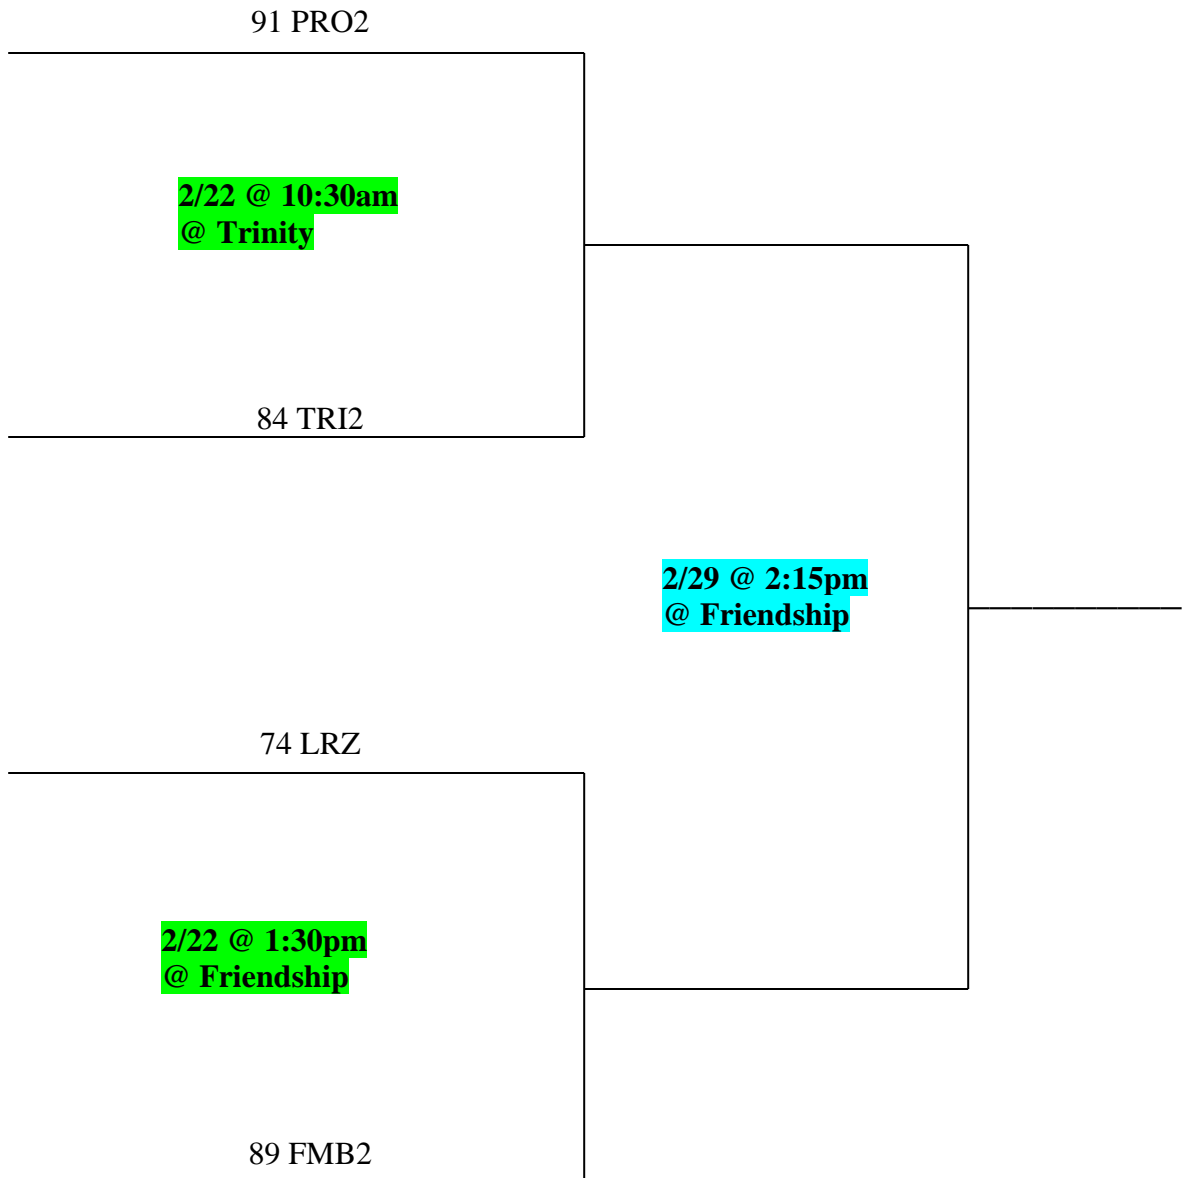 91 PRO2
2/22 @ 10:30am
@ Trinity
84 TRI2
2/29 @ 2:15pm
@ Friendship
74 LRZ
2/22 @ 1:30pm
@ Friendship
89 FMB2